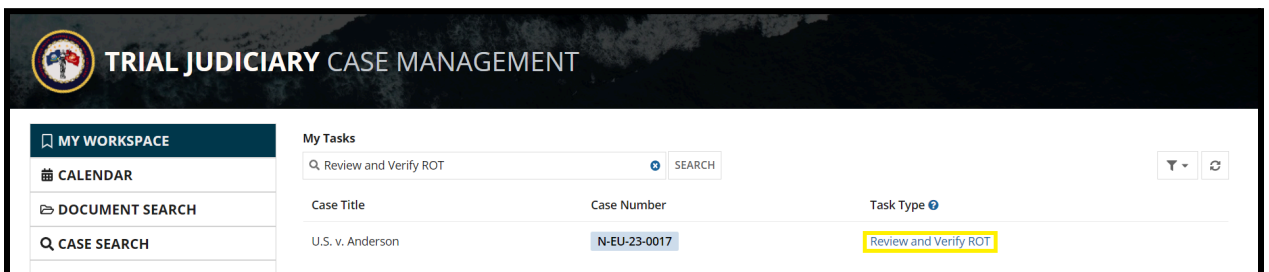 TRIAL JUDICIARY CASE MANAGEMENT
MY WORKSPACE
CALENDAR
DOCUMENT SEARCH
CASE SEARCH
My Tasks
Review and Verify ROT
SEARCH
Case Title Case Number Task Type
U.S. v. Anderson N-EU-23-0017 Review and Verify ROT